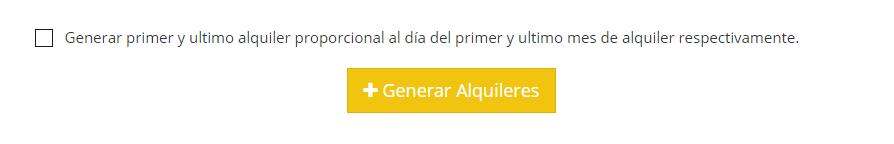 Generar primer y ultimo alquiler proporcional al día del primer y ultimo mes de alquiler respectivamente.
Generar Alquileres